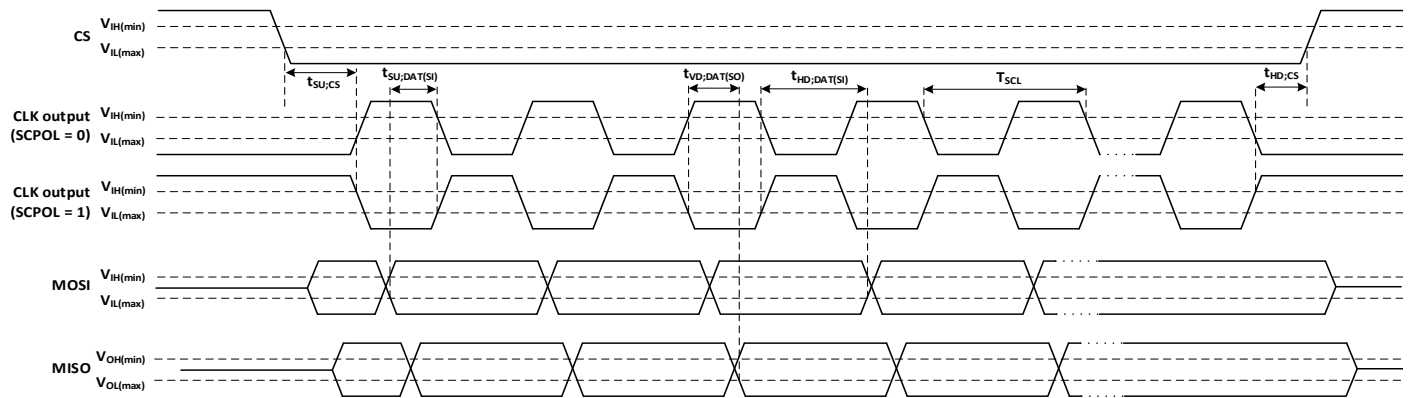 CS
VIH(min)
VIL(max)
tSU;CS
tSU;DAT(SI)
tVD;DAT(SO)
tHD;DAT(SI)
TSCL
tHD;CS
CLK output
(SCPOL = 0)
VIH(min)
VIL(max)
CLK output
(SCPOL = 1)
VIH(min)
VIL(max)
MOSI
VIH(min)
VIL(max)
MISO
VOH(min)
VOL(max)